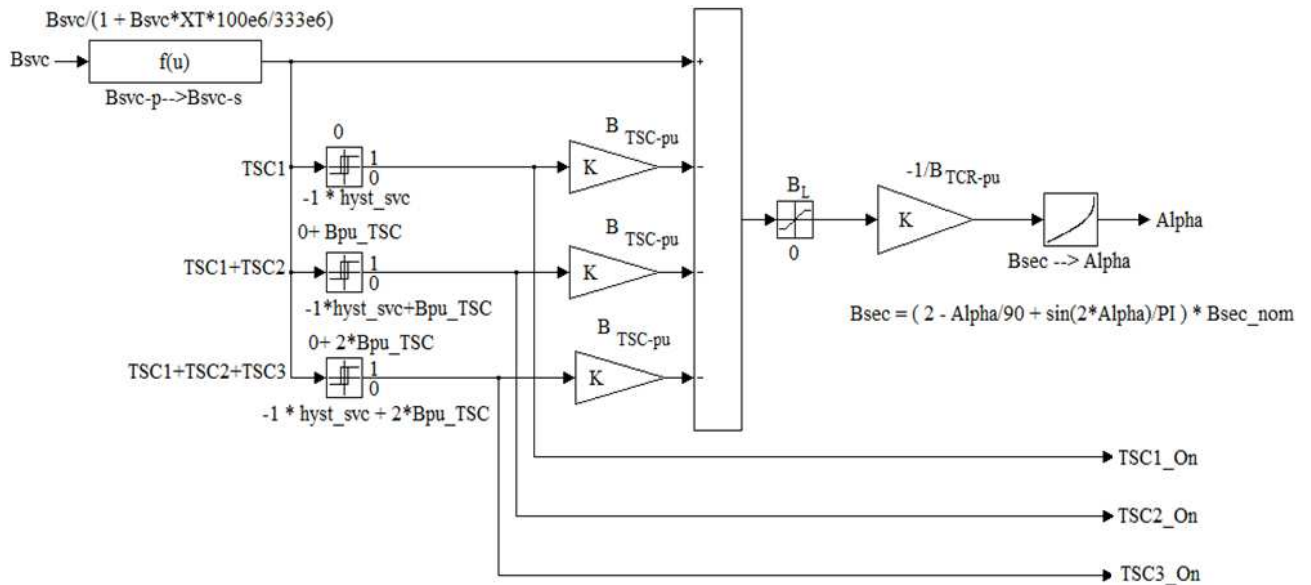 Bsvc/(1 + Bsvc*XT*100e6/333e6)
Bsvc
f(u)
Bsvc-p-->Bsvc-s
+
0
TSC1
1
0
-1 * hyst_svc
B TSC-pu
K
-
0+ Bpu_TSC
TSC1+TSC2
1
0
-1*hyst_svc+Bpu_TSC
B TSC-pu
K
-
0+ 2*Bpu_TSC
TSC1+TSC2+TSC3
1
0
-1 * hyst_svc + 2*Bpu_TSC
B TSC-pu
K
-
BL
0
-1/B TCR-pu
K
Bsec --> Alpha
Alpha
Bsec = ( 2 - Alpha/90 + sin(2*Alpha)/PI ) * Bsec_nom
TSC1_On
TSC2_On
TSC3_On